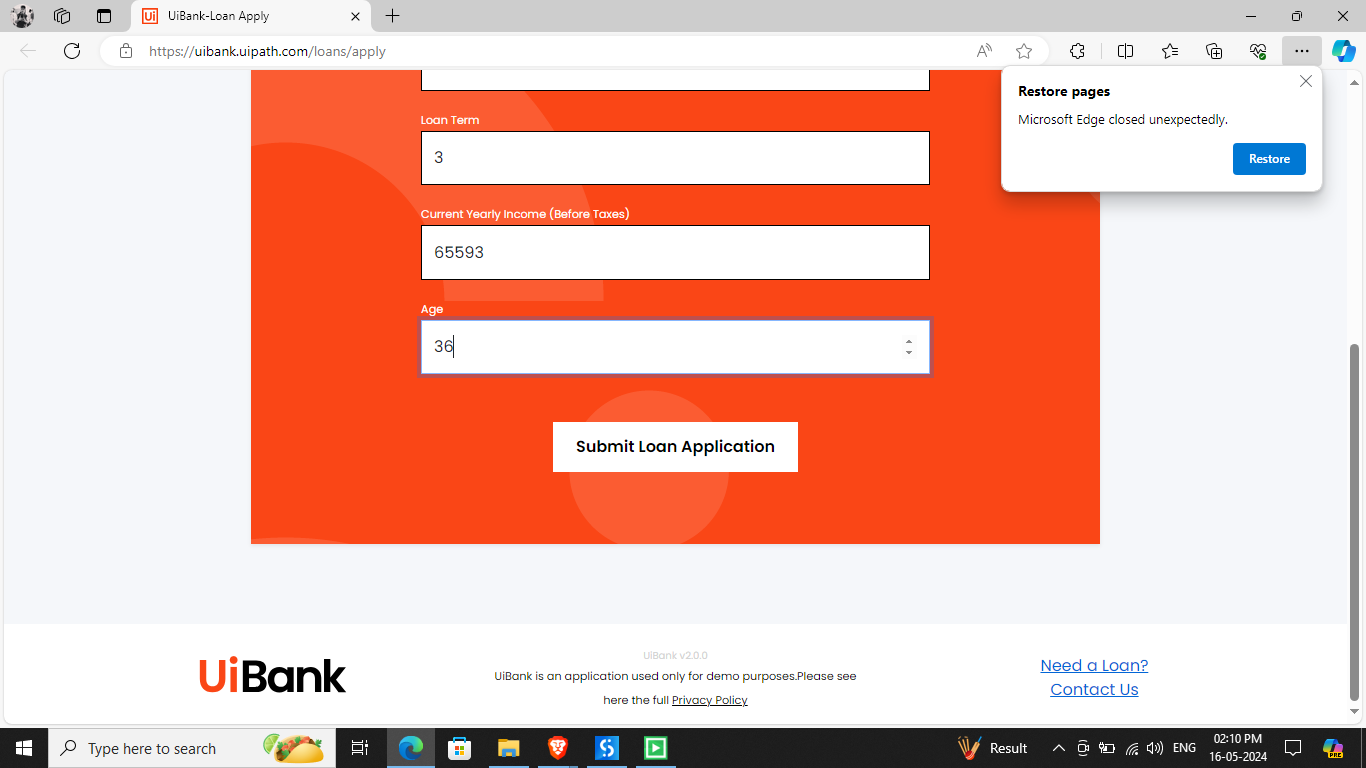 UiBank-Loan Apply
https://uibank.uipath.com/loans/apply
Restore pages
Microsoft Edge closed unexpectedly.
Restore
Loan Term
3
Current Yearly Income (Before Taxes)
65593
Age
36
Submit Loan Application
UiBank
UiBank v2.0.0
UiBank is an application used only for demo purposes.Please see
here the full Privacy Policy
Need a Loan?
Contact Us
Type here to search
Result
ENG
02:10 PM
16-05-2024
PRE